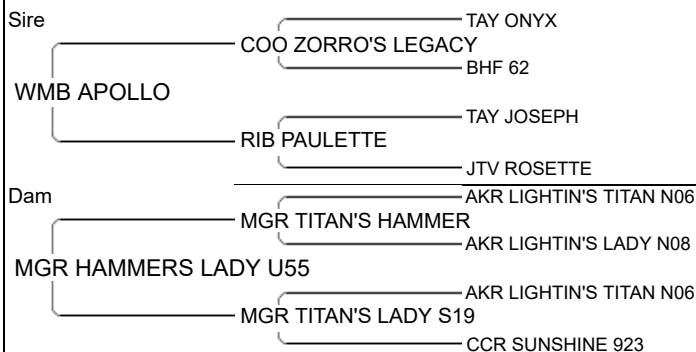 Sire
TAY ONYX
COO ZORRO'S LEGACY
BHF 62
WMB APOLLO
TAY JOSEPH
RIB PAULETTE
JTV ROSETTE
Dam
AKR LIGHTIN'S TITAN N06
MGR TITAN'S HAMMER
AKR LIGHTIN'S LADY N08
MGR HAMMERS LADY U55
AKR LIGHTIN'S TITAN N06
MGR TITAN'S LADY S19
CCR SUNSHINE 923